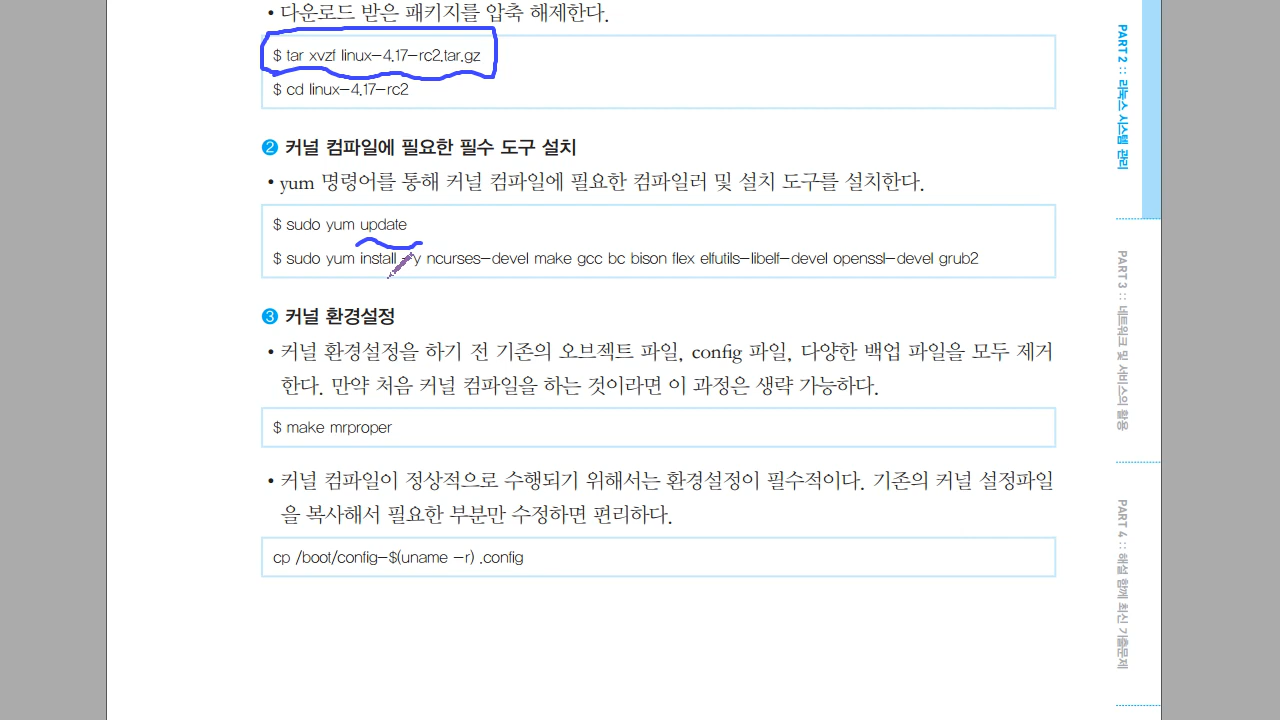 • 다운로드 받은 패키지를 압축 해제한다.
$ tar xvzf linux-4.17-rc2.tar.gz
$ cd linux-4.17-rc2
❷ 커널 컴파일에 필요한 필수 도구 설치
• yum 명령어를 통해 커널 컴파일에 필요한 컴파일러 및 설치 도구를 설치한다.
$ sudo yum update
$ sudo yum install -y ncurses-devel make gcc bc bison flex elfutils-libelf-devel openssl-devel grub2
❸ 커널 환경설정
• 커널 환경설정을 하기 전 기존의 오브젝트 파일, config 파일, 다양한 백업 파일을 모두 제거
한다. 만약 처음 커널 컴파일을 하는 것이라면 이 과정은 생략 가능하다.
$ make mrproper
• 커널 컴파일이 정상적으로 수행되기 위해서는 환경설정이 필수적이다. 기존의 커널 설정파일
을 복사해서 필요한 부분만 수정하면 편리하다.
cp /boot/config-$(uname -r) .config
PART 2 :: 리눅스 시스템 관리
PART 3 :: 네트워크 및 서비스의 활용
PART 4 :: 해설 함께 최신 기출문제